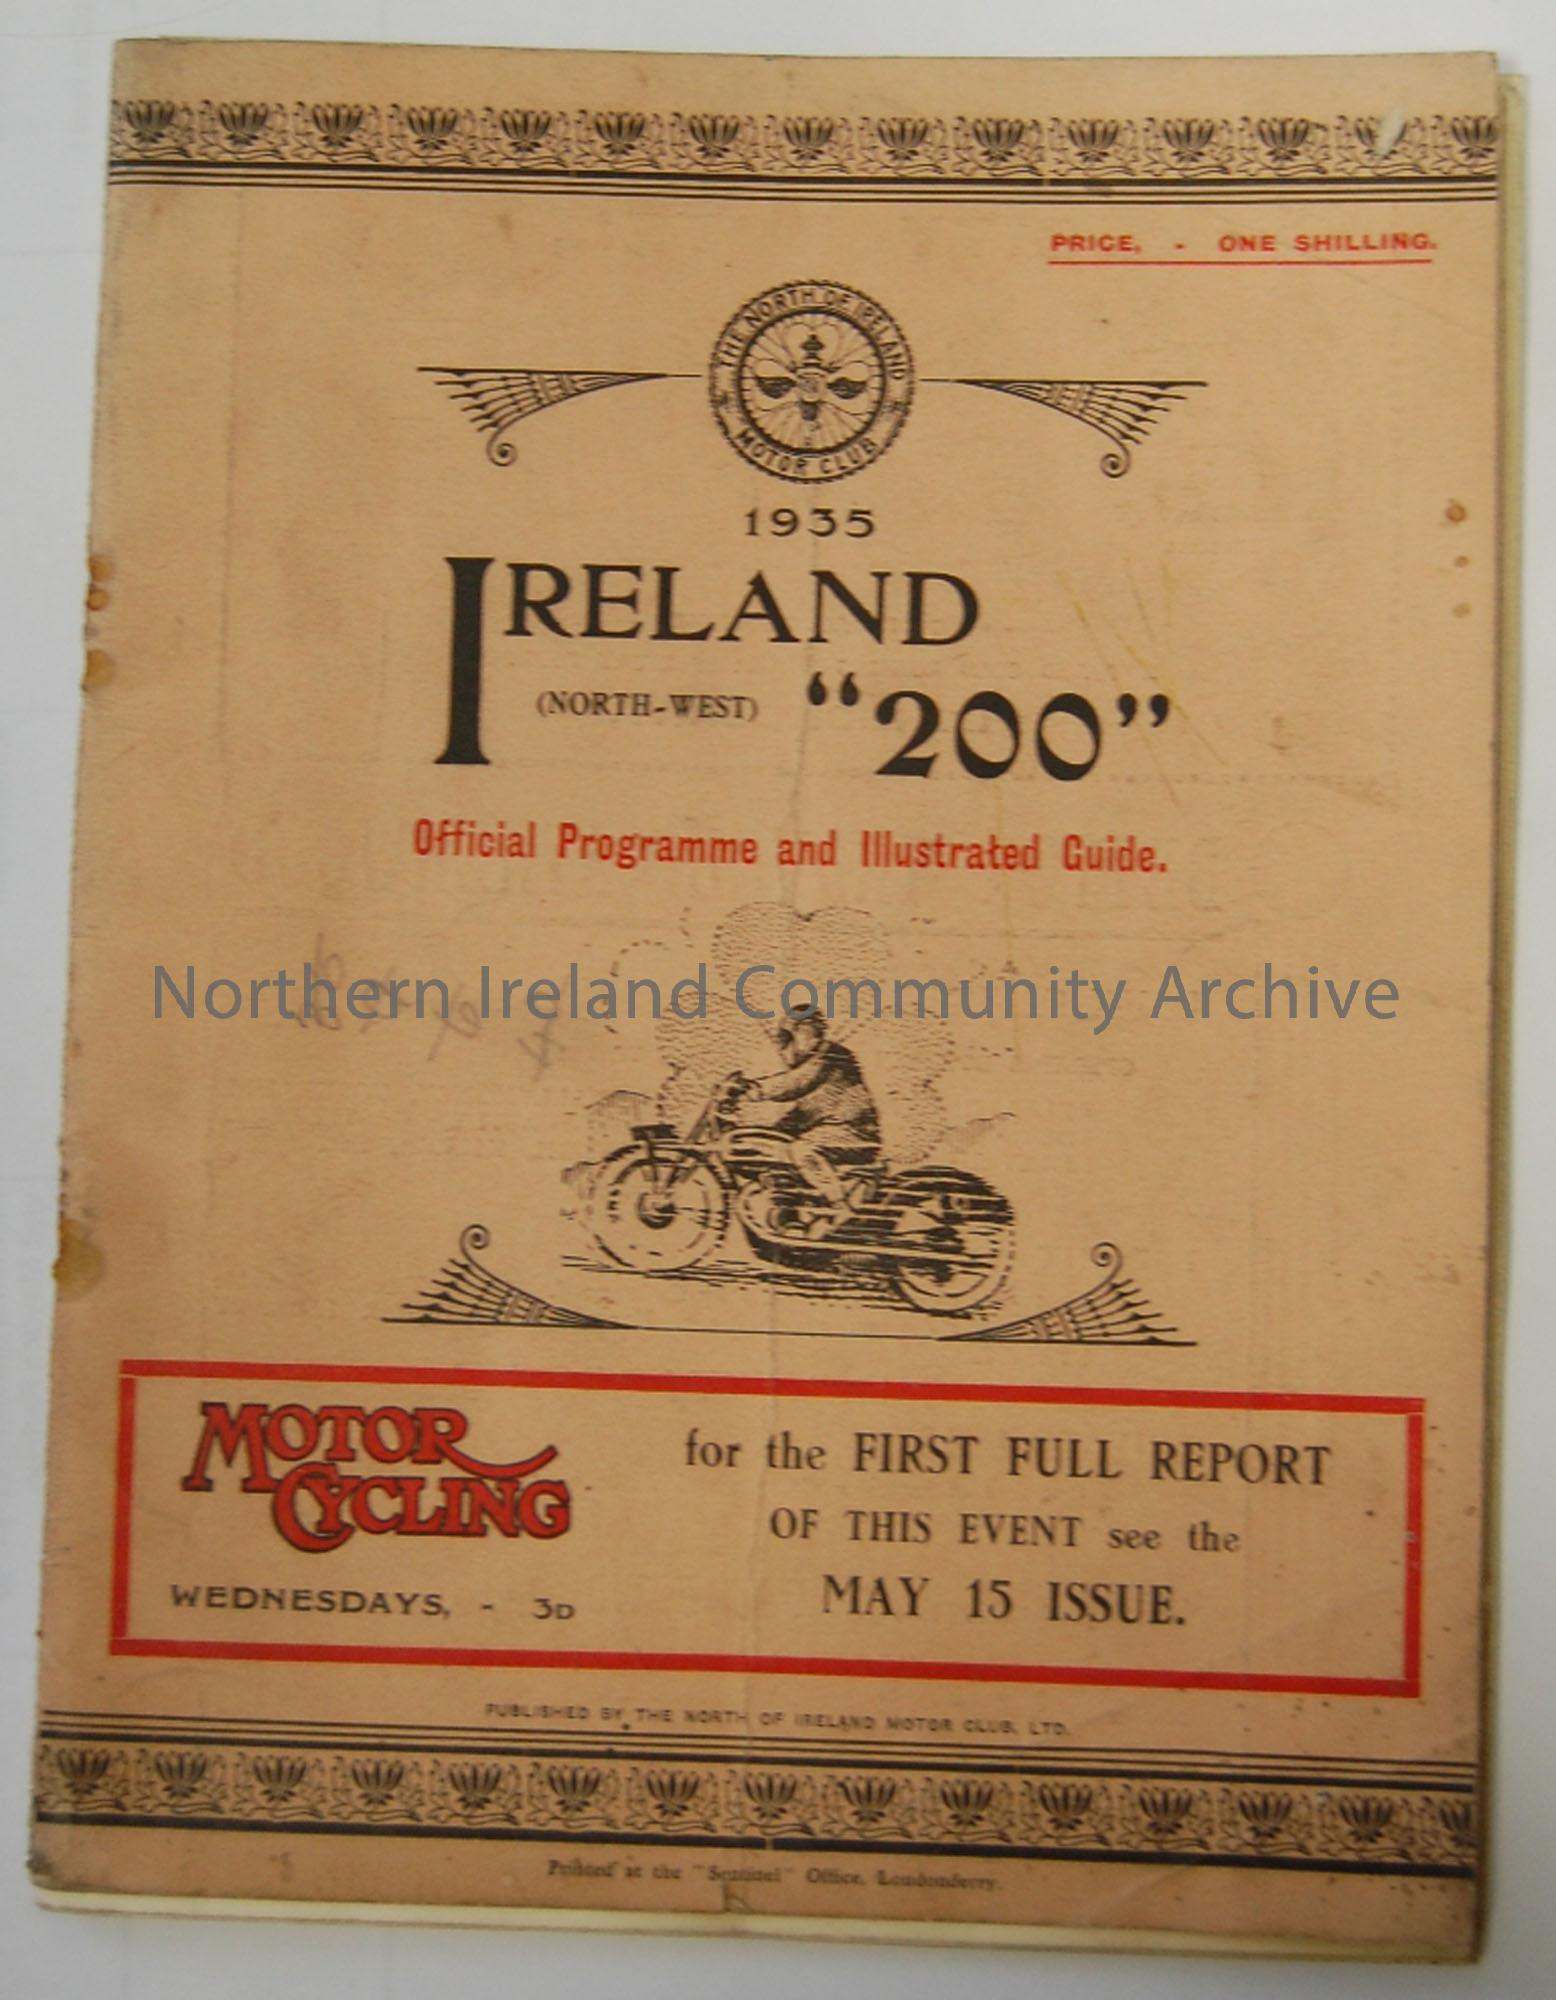 PRICE, - ONE SHILLING.
THE NORTH OF IRELAND
MOTOR CLUB
1935
IRELAND
(NORTH-WEST) “200”
Official Programme and Illustrated Guide.
Northern Ireland Community Archive
MOTOR CYCLING
WEDNESDAYS, - 3D
for the FIRST FULL REPORT
OF THIS EVENT see the
MAY 15 ISSUE.
PUBLISHED BY THE NORTH OF IRELAND MOTOR CLUB, LTD.
Printed at the "Sentinel" Office, Londonderry.